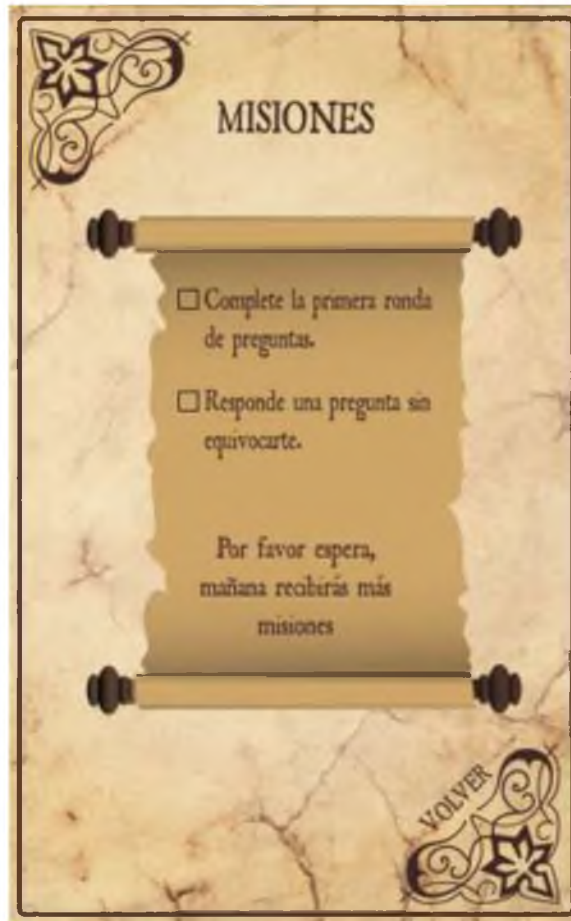 MISIONES
Complete la primera ronda
de preguntas.
Responde una pregunta sin
equivocarte.
Por favor espera,
mañana recibirás más
misiones
VOLVER